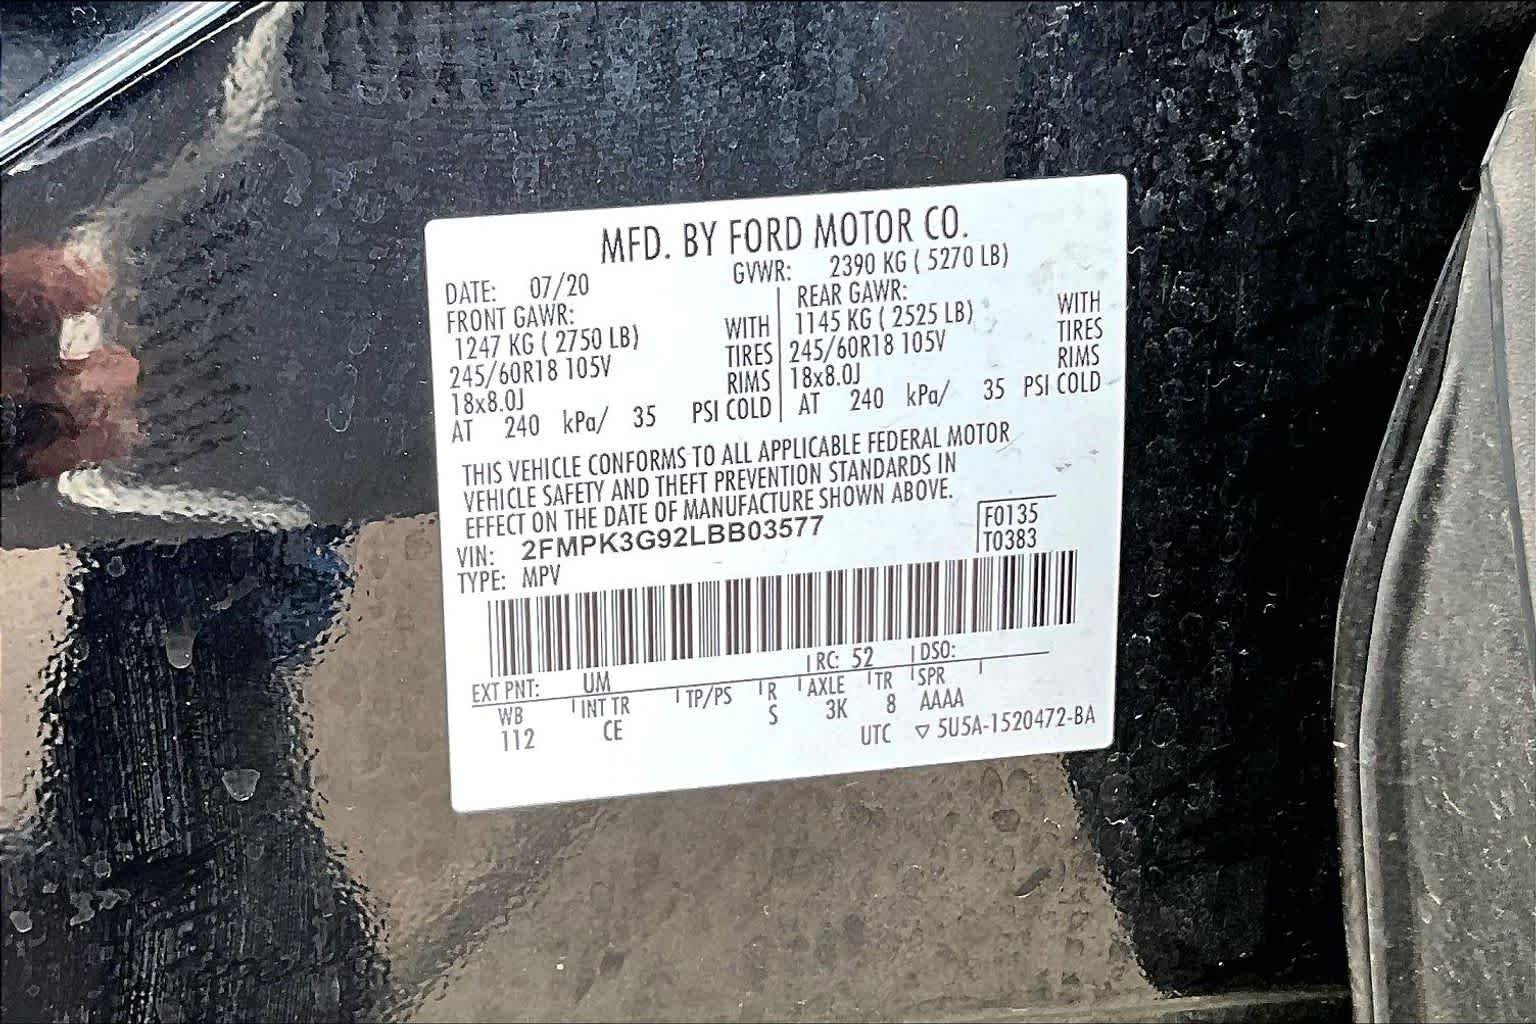 MFD. BY FORD MOTOR CO.
DATE: 07/20 GVWR: 2390 KG ( 5270 LB)
FRONT GAWR:
1247 KG ( 2750 LB) WITH
245/60R18 105V TIRES
18x8.0J RIMS
AT 240 kPa/ 35 PSI COLD
REAR GAWR:
1145 KG ( 2525 LB) WITH
245/60R18 105V TIRES
18x8.0J RIMS
AT 240 kPa/ 35 PSI COLD
THIS VEHICLE CONFORMS TO ALL APPLICABLE FEDERAL MOTOR
VEHICLE SAFETY AND THEFT PREVENTION STANDARDS IN
EFFECT ON THE DATE OF MANUFACTURE SHOWN ABOVE.
VIN: 2FMPK3G92LBB03577
TYPE: MPV
F0135
T0383
EXT PNT: UM RC: 52 DSO:
WB INT TR TP/PS R AXLE TR SPR
112 CE S 3K 8 AAAA
UTC ▽ 5U5A-1520472-BA